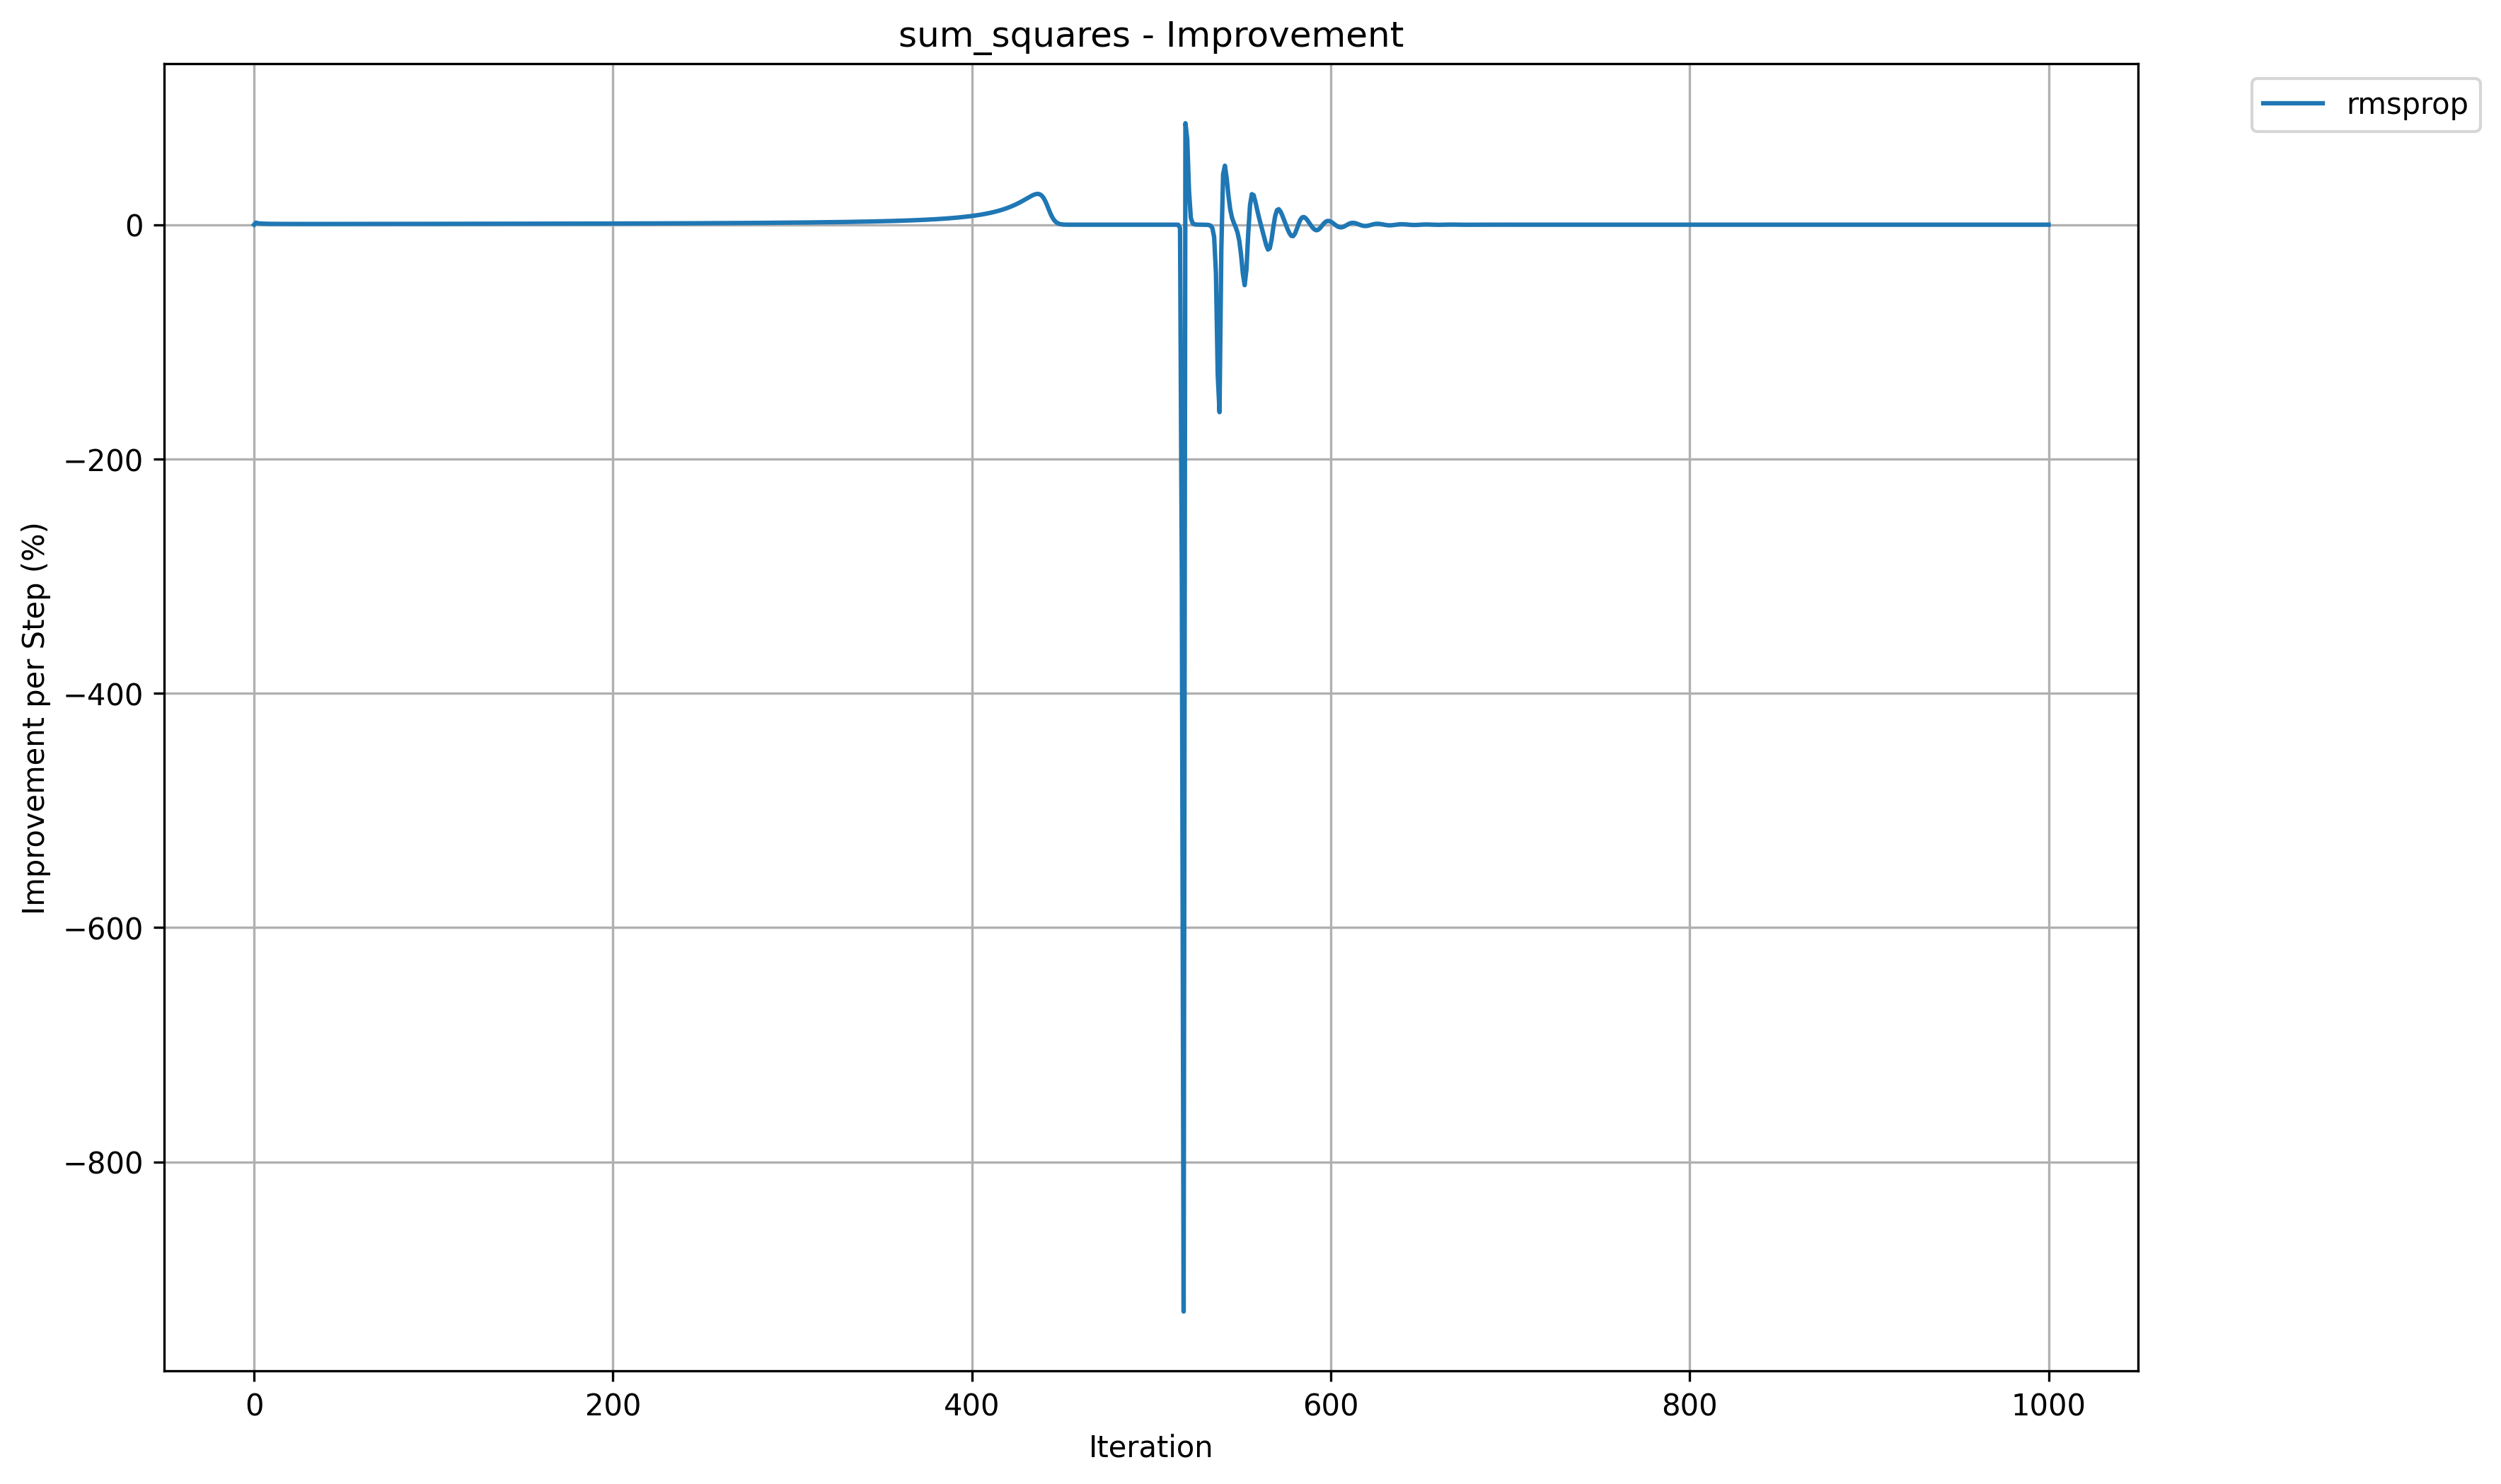 sum_squares - Improvement
rmsprop
Improvement per Step (%)
0
−200
−400
−600
−800
0
200
400
600
800
1000
Iteration